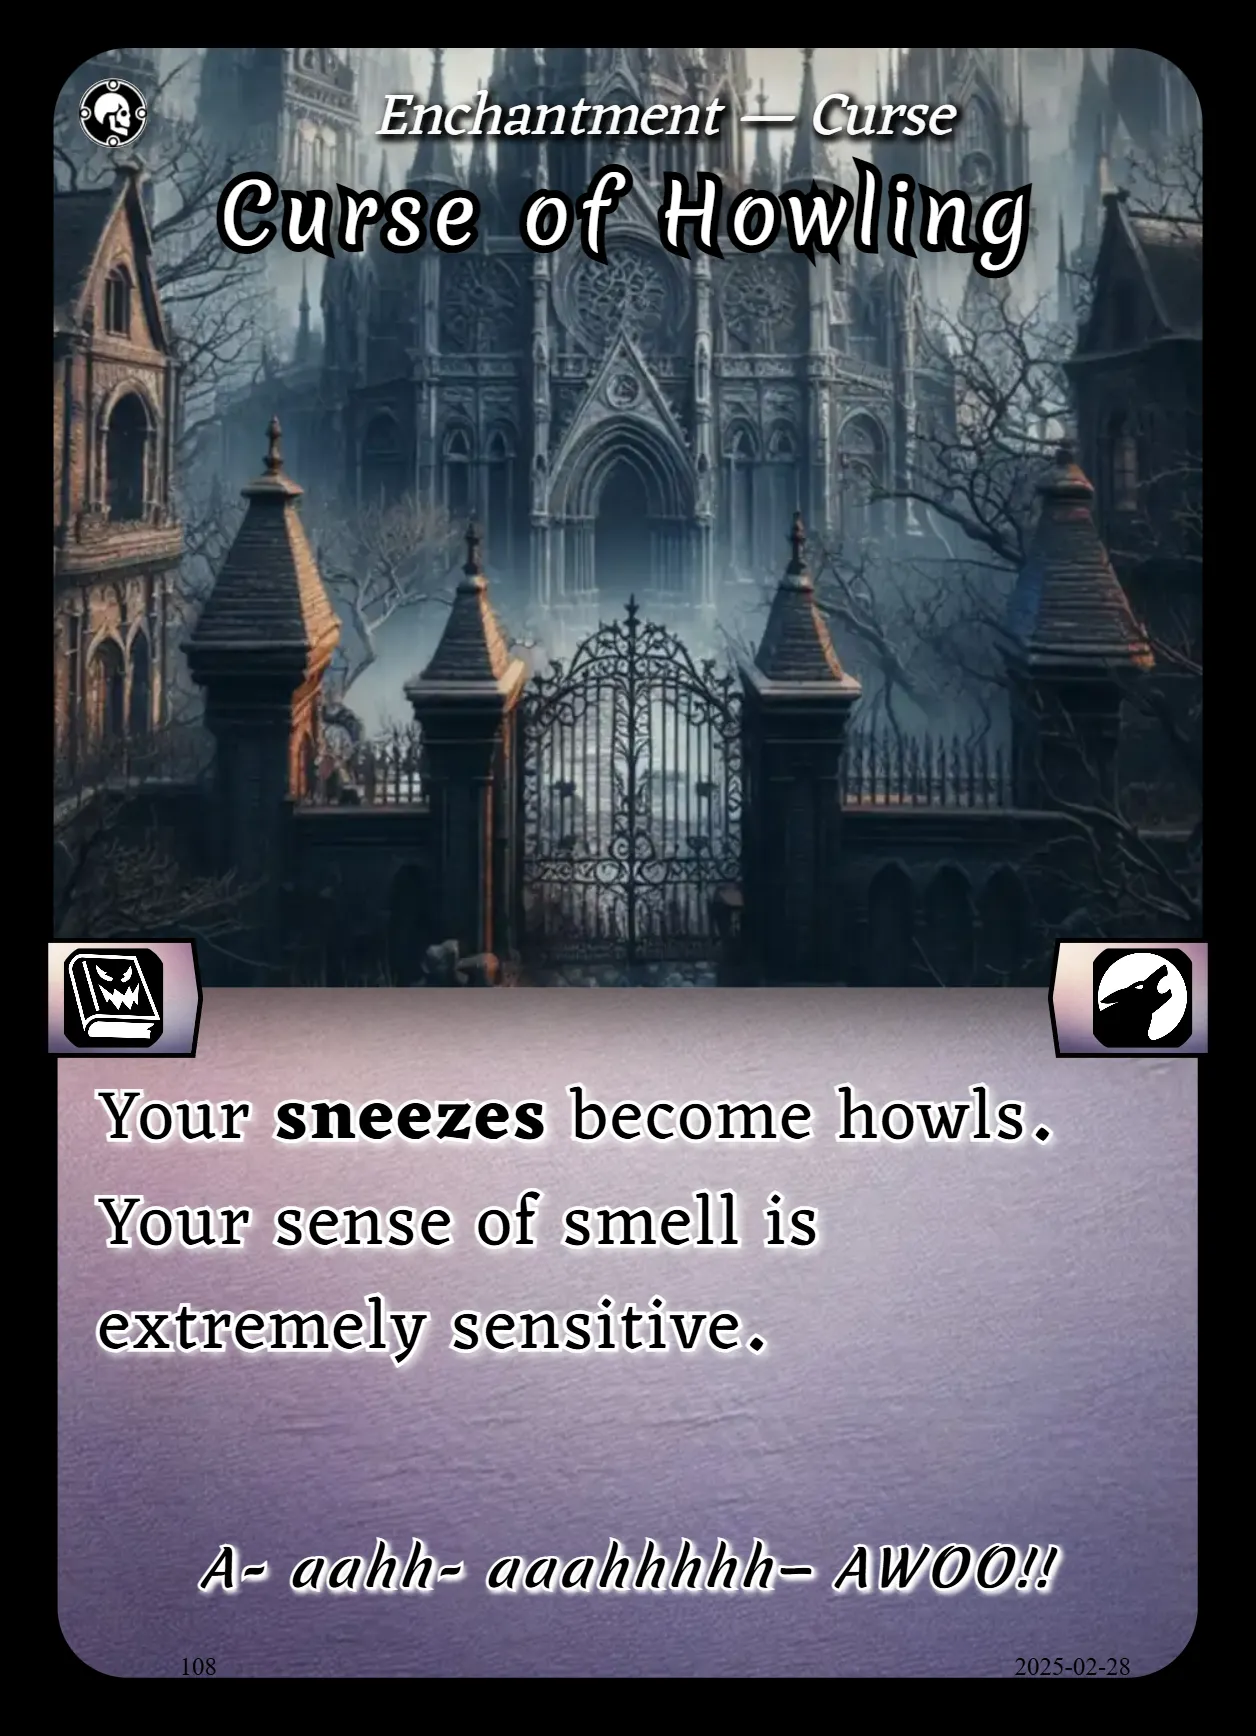 Enchantment — Curse
Curse of Howling
Your sneezes become howls.
Your sense of smell is
extremely sensitive.
A- aahh- aaahhhhh– AWOO!!
108
2025-02-28